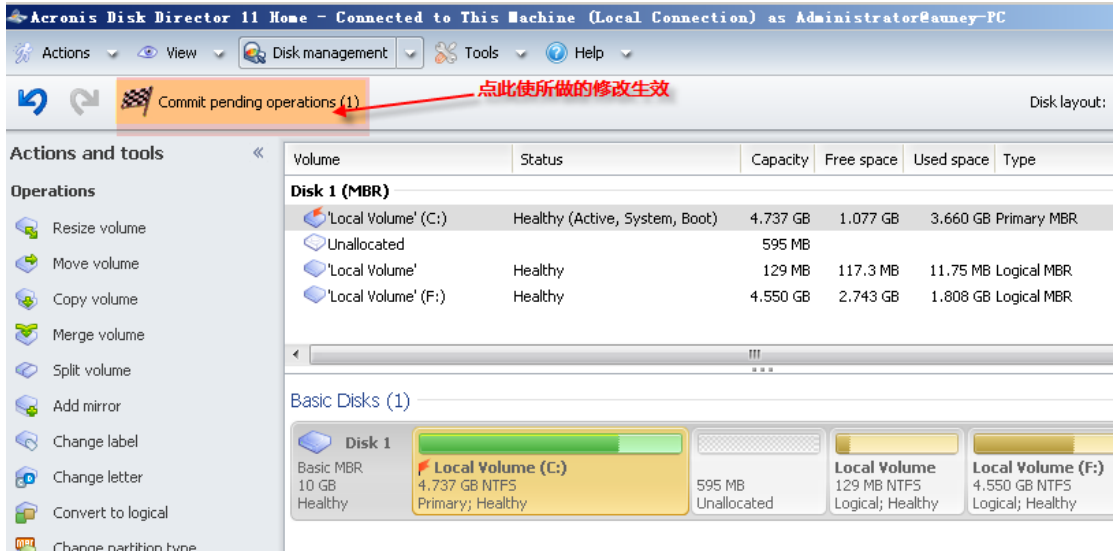 Acronis Disk Director 11 Home - Connected to This Machine (Local Connection) as Administrator@auney-PC
Actions View Disk management Tools Help
Commit pending operations (1) 点此使所做的修改生效 Disk layout:
Actions and tools «
Operations
Resize volume
Move volume
Copy volume
Merge volume
Split volume
Add mirror
Change label
Change letter
Convert to logical
Change partition type
Volume Status Capacity Free space Used space Type
Disk 1 (MBR)
'Local Volume' (C:) Healthy (Active, System, Boot) 4.737 GB 1.077 GB 3.660 GB Primary MBR
Unallocated 595 MB
'Local Volume' Healthy 129 MB 117.3 MB 11.75 MB Logical MBR
'Local Volume' (F:) Healthy 4.550 GB 2.743 GB 1.808 GB Logical MBR
Basic Disks (1)
Disk 1
Basic MBR
10 GB
Healthy
Local Volume (C:)
4.737 GB NTFS
Primary; Healthy
595 MB
Unallocated
Local Volume
129 MB NTFS
Logical; Healthy
Local Volume (F:)
4.550 GB NTFS
Logical; Healthy